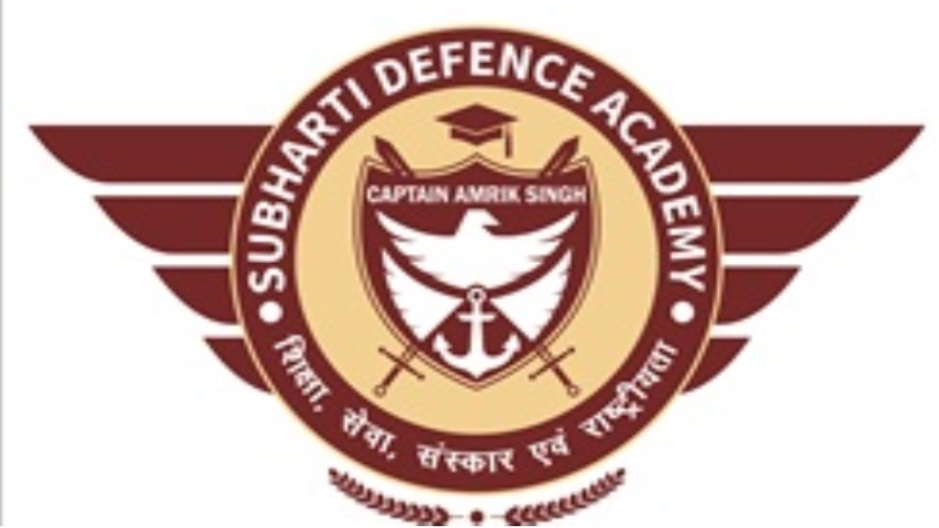 SUBHARTI DEFENCE ACADEMY
CAPTAIN AMRIK SINGH
शिक्षा, सेवा, संस्कार एवं राष्ट्रीयता